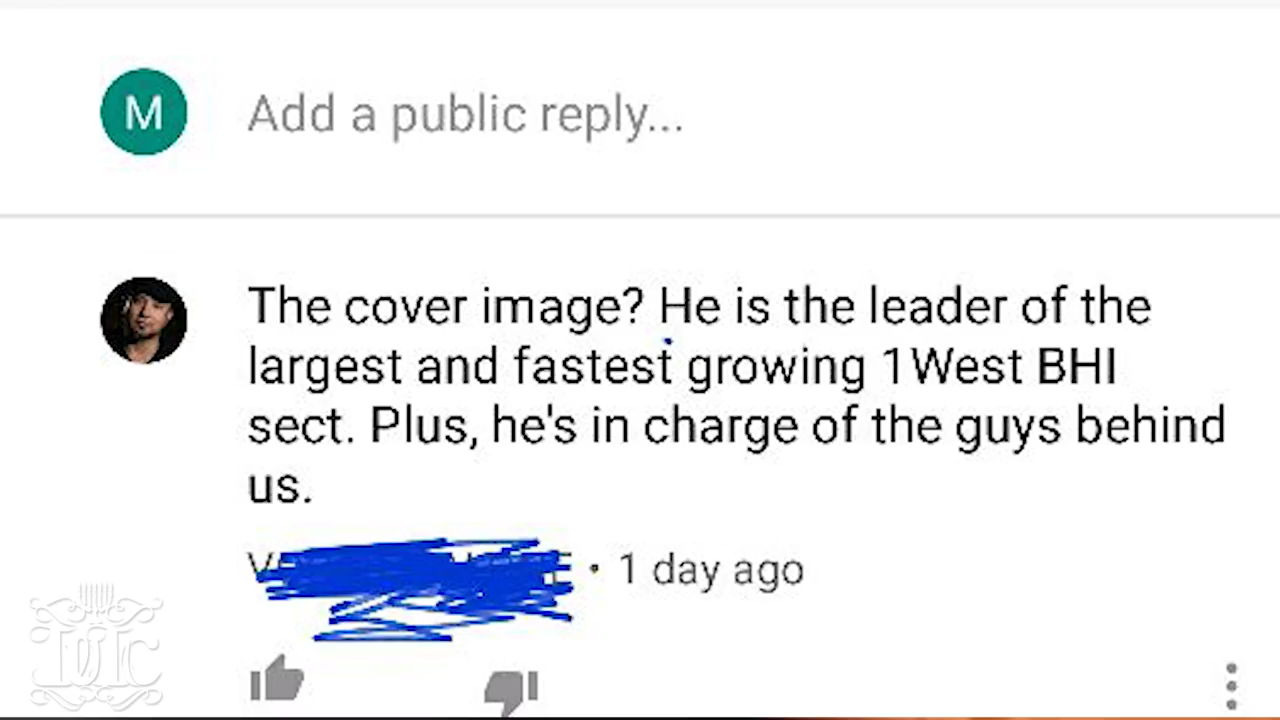 M
Add a public reply...
The cover image? He is the leader of the
largest and fastest growing 1West BHI
sect. Plus, he's in charge of the guys behind
us.
• 1 day ago